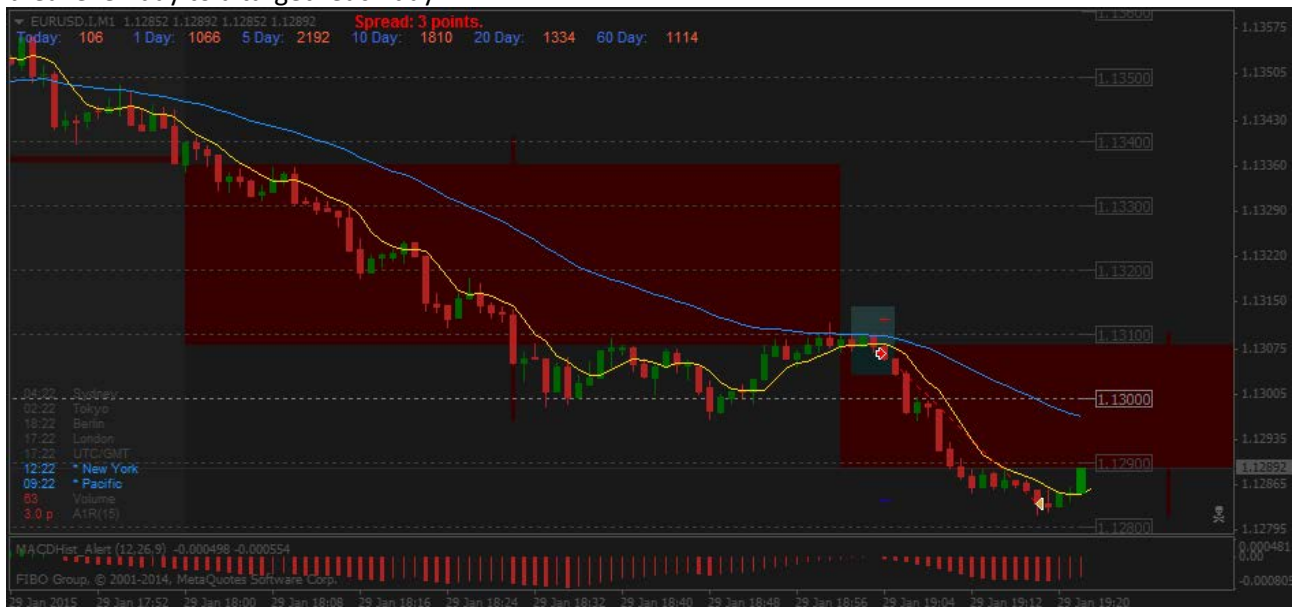 EURUSD.I,M1 1.12852 1.12892 1.12852 1.12892
Spread: 3 points.
Today: 106 1 Day: 1066 5 Day: 2192 10 Day: 1810 20 Day: 1334 60 Day: 1114
1.13600
1.13575
1.13505
1.13500
1.13430
1.13400
1.13360
1.13300
1.13290
1.13220
1.13200
1.13150
1.13100
1.13075
1.13000
1.13005
1.12935
1.12900
1.12892
1.12865
1.12800
1.12795
04:22 Sydney
02:22 Tokyo
18:22 Berlin
17:22 London
17:22 UTC/GMT
12:22 * New York
09:22 * Pacific
63 Volume
3.0 p ATR(15)
MACDHist_Alert (12,26,9) -0.000498 -0.000554
0.000481
0.00
-0.000805
FIBO Group, © 2001-2014, MetaQuotes Software Corp.
29 Jan 2015 29 Jan 17:52 29 Jan 18:00 29 Jan 18:08 29 Jan 18:16 29 Jan 18:24 29 Jan 18:32 29 Jan 18:40 29 Jan 18:48 29 Jan 18:56 29 Jan 19:04 29 Jan 19:12 29 Jan 19:20